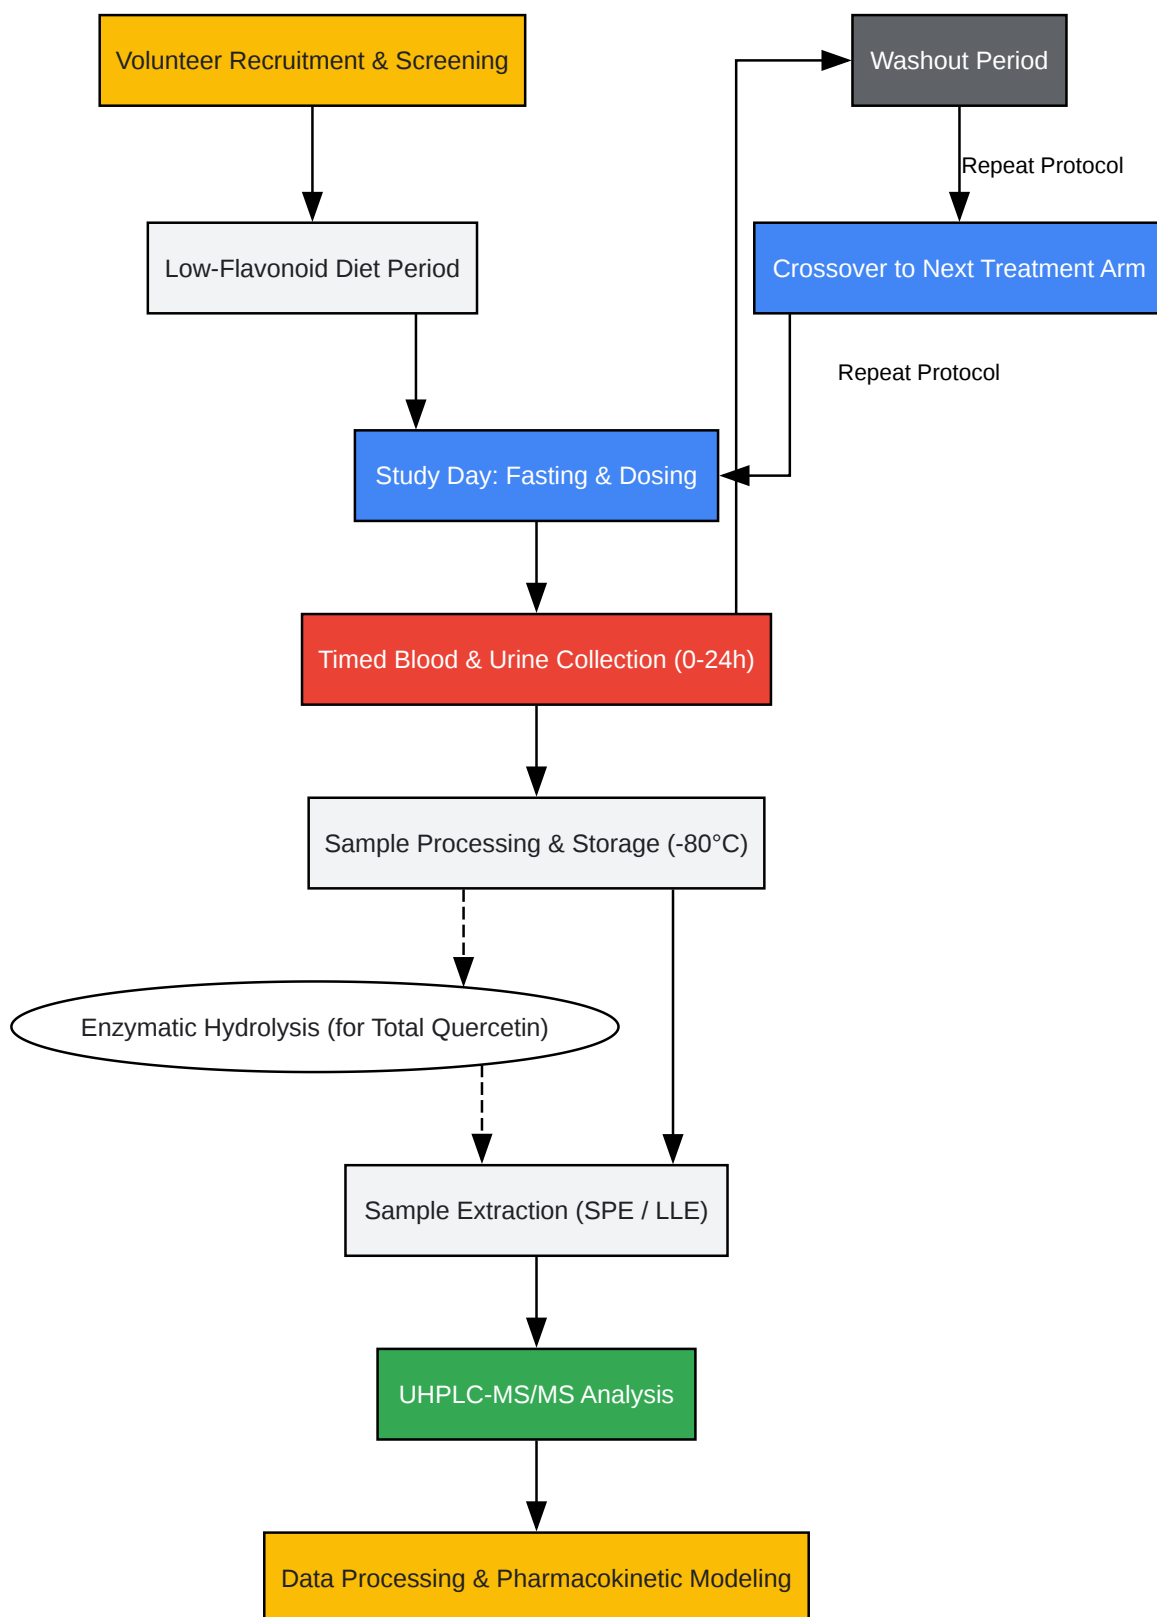 Volunteer Recruitment & Screening
Washout Period
Repeat Protocol
Low-Flavonoid Diet Period
Crossover to Next Treatment Arm
Repeat Protocol
Study Day: Fasting & Dosing
Timed Blood & Urine Collection (0-24h)
Sample Processing & Storage (-80°C)
Enzymatic Hydrolysis (for Total Quercetin)
Sample Extraction (SPE / LLE)
UHPLC-MS/MS Analysis
Data Processing & Pharmacokinetic Modeling